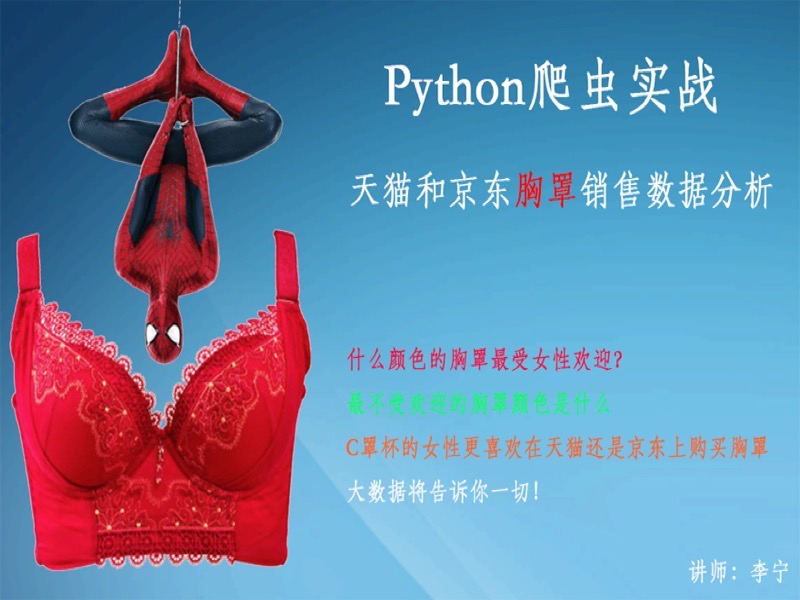 Python爬虫实战
天猫和京东胸罩销售数据分析
什么颜色的胸罩最受女性欢迎?
最不受欢迎的胸罩颜色是什么
C罩杯的女性更喜欢在天猫还是京东上购买胸罩
大数据将告诉你一切!
讲师：李宁